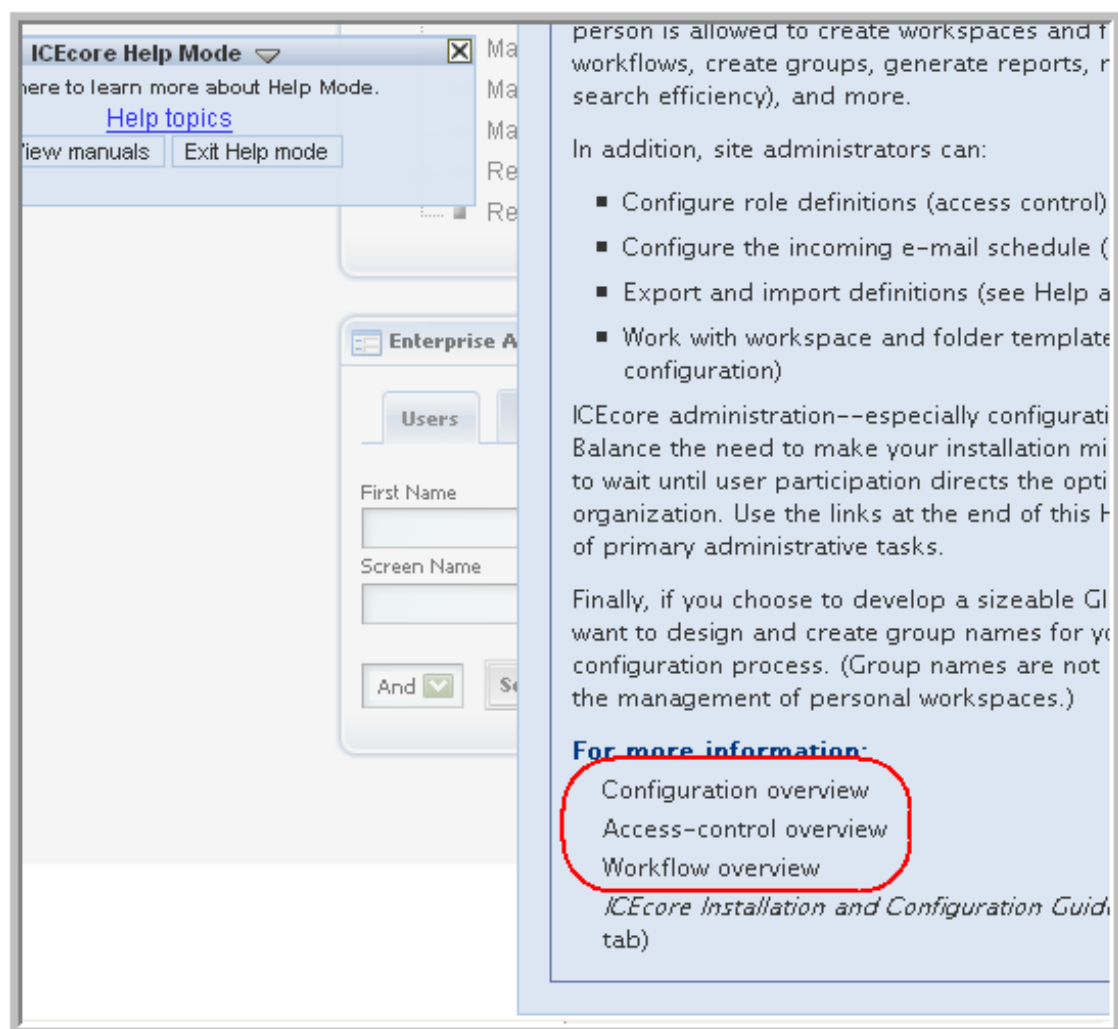 ICEcore Help Mode
here to learn more about Help Mode.
Help topics
View manuals Exit Help mode
Ma
Ma
Ma
Re
Re
Enterprise A
Users
First Name
Screen Name
And Se
person is allowed to create workspaces and f
workflows, create groups, generate reports, r
search efficiency), and more.
In addition, site administrators can:
Configure role definitions (access control)
Configure the incoming e-mail schedule (
Export and import definitions (see Help a
Work with workspace and folder template
configuration)
ICEcore administration--especially configurati
Balance the need to make your installation mi
to wait until user participation directs the opti
organization. Use the links at the end of this H
of primary administrative tasks.
Finally, if you choose to develop a sizeable Gl
want to design and create group names for yo
configuration process. (Group names are not
the management of personal workspaces.)
For more information:
Configuration overview
Access-control overview
Workflow overview
ICEcore Installation and Configuration Guide
tab)